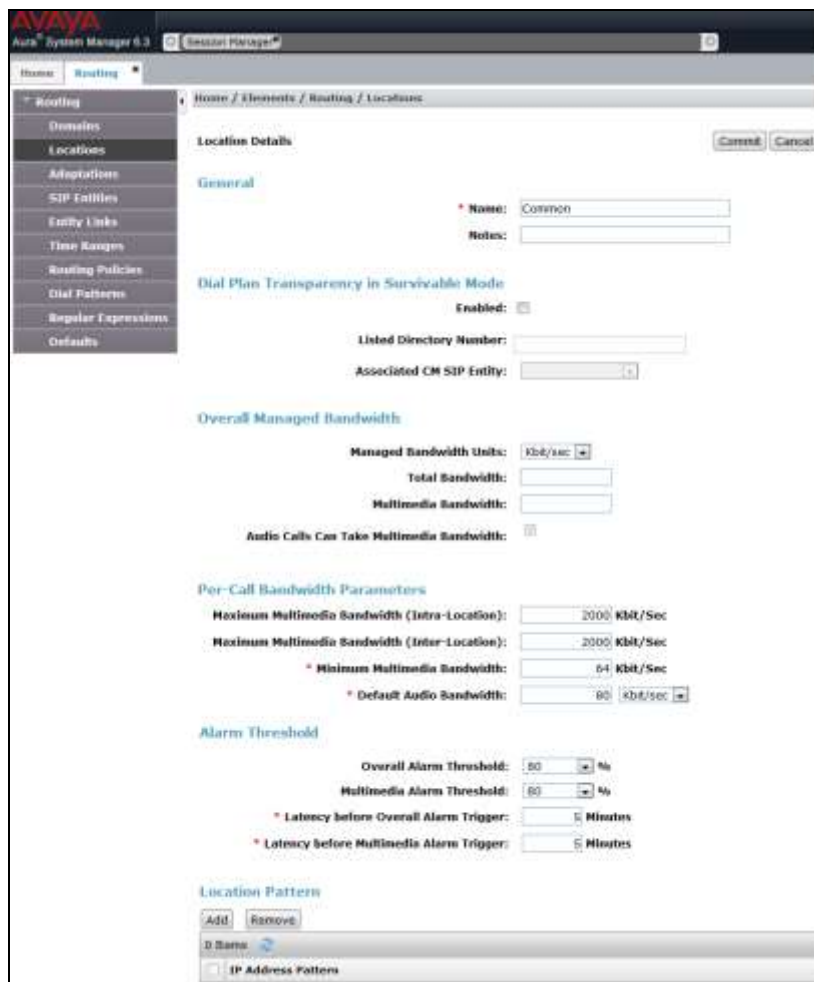 AVAYA
Aura® System Manager 6.3
Session Manager
Home
Routing
Routing
Domains
Locations
Adaptations
SIP Entities
Entity Links
Time Ranges
Routing Policies
Dial Patterns
Regular Expressions
Defaults
Home / Elements / Routing / Locations
Location Details
Commit Cancel
General
* Name: Common
Notes:
Dial Plan Transparency in Survivable Mode
Enabled:
Listed Directory Number:
Associated CM SIP Entity:
Overall Managed Bandwidth
Managed Bandwidth Units: Kbit/sec
Total Bandwidth:
Multimedia Bandwidth:
Audio Calls Can Take Multimedia Bandwidth:
Per-Call Bandwidth Parameters
Maximum Multimedia Bandwidth (Intra-Location): 2000 Kbit/Sec
Maximum Multimedia Bandwidth (Inter-Location): 2000 Kbit/Sec
* Minimum Multimedia Bandwidth: 64 Kbit/Sec
* Default Audio Bandwidth: 80 Kbit/sec
Alarm Threshold
Overall Alarm Threshold: 80 %
Multimedia Alarm Threshold: 80 %
* Latency before Overall Alarm Trigger: 5 Minutes
* Latency before Multimedia Alarm Trigger: 5 Minutes
Location Pattern
Add Remove
0 Items
IP Address Pattern